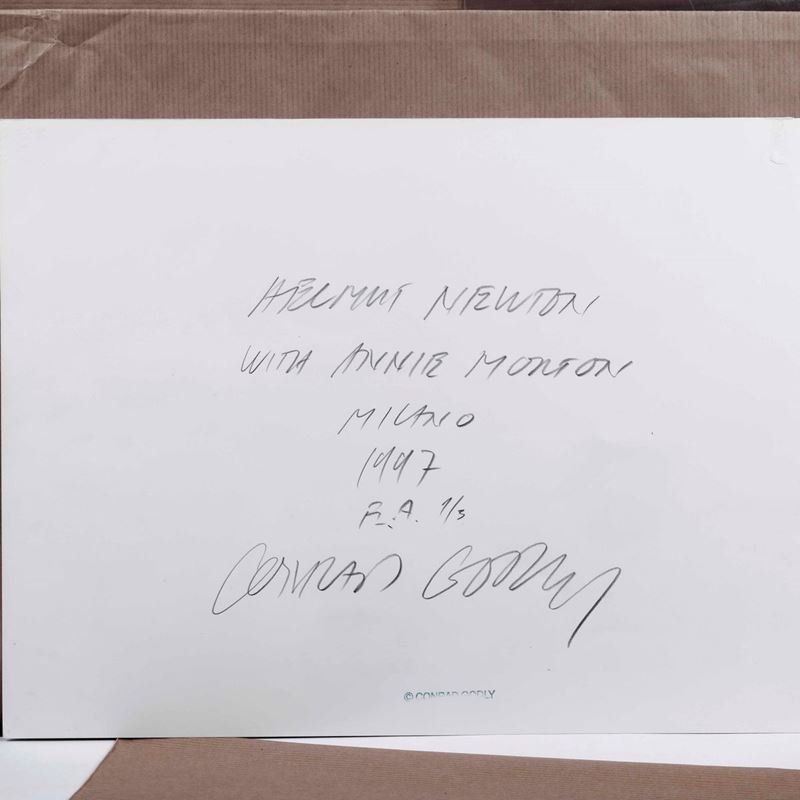 HELMUT NEWTON
WITH ANNIE MORTON
MILANO
1997
E.A. 1/3
CONRAD GODLY
© CONRAD GODLY